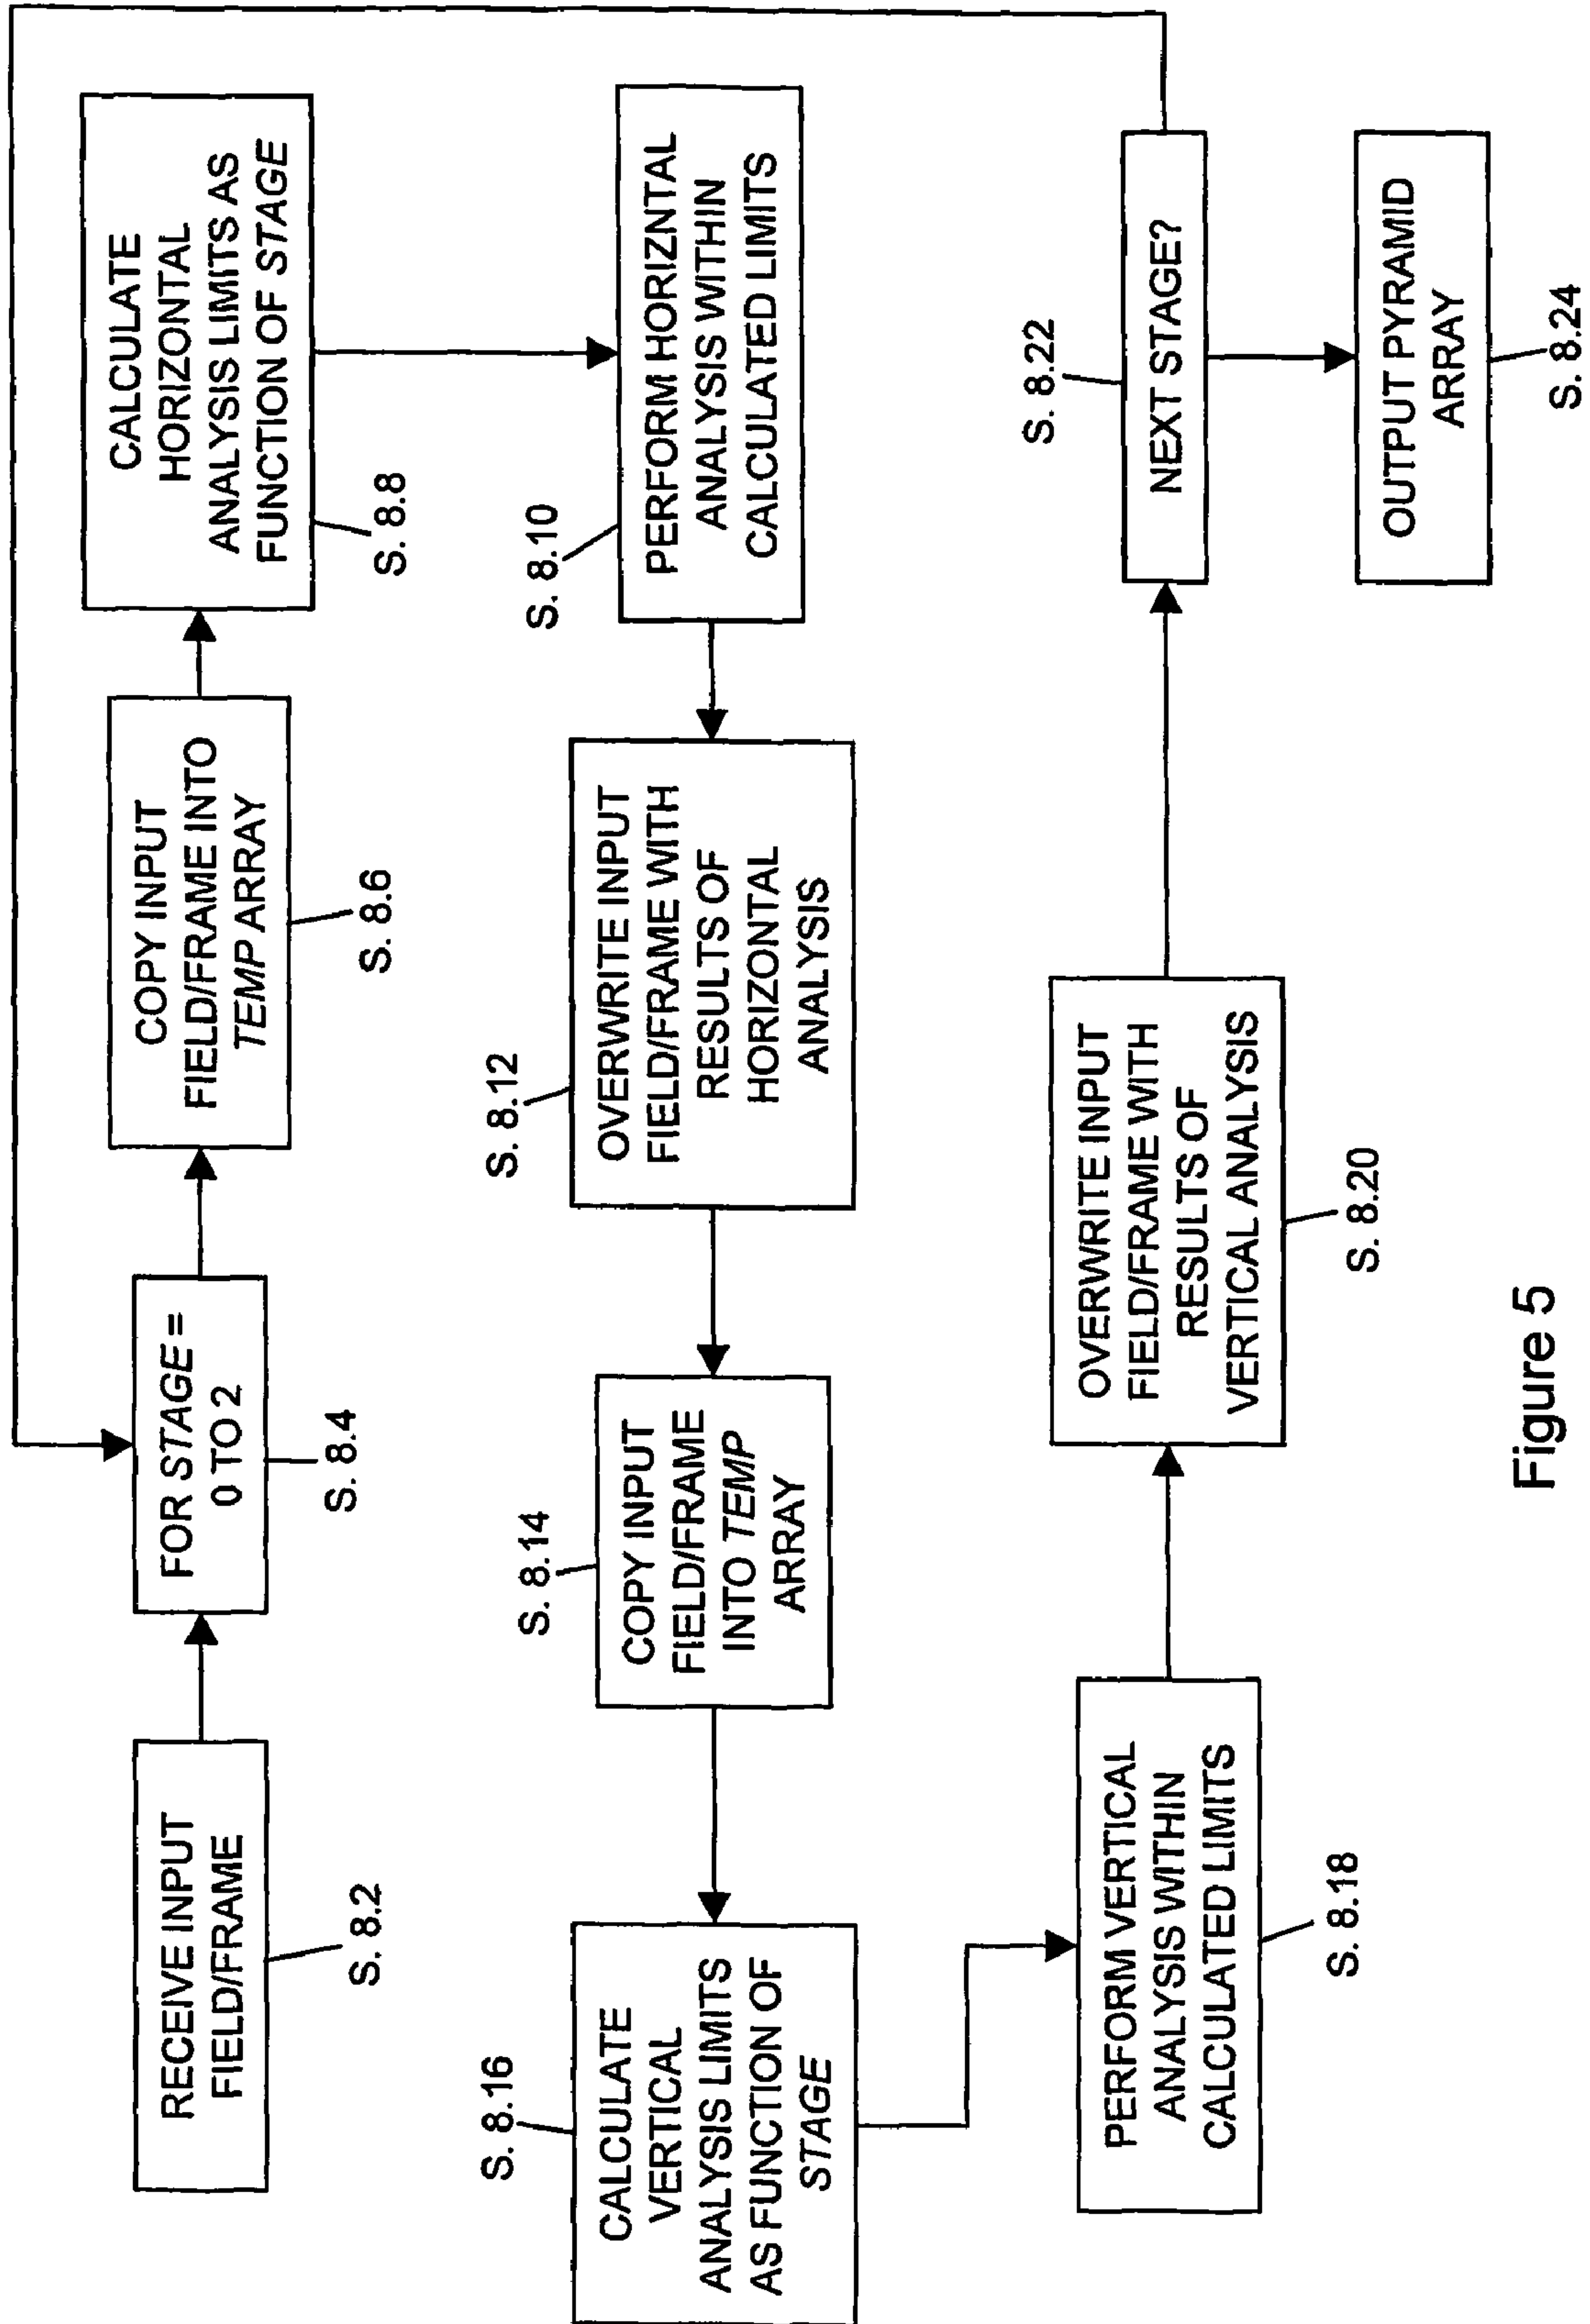 RECEIVE INPUT
FIELD/FRAME
S. 8.2
FOR STAGE =
0 TO 2
S. 8.4
COPY INPUT
FIELD/FRAME INTO
TEMP ARRAY
S. 8.6
CALCULATE
HORIZONTAL
ANALYSIS LIMITS AS
FUNCTION OF STAGE
S. 8.8
S. 8.10
PERFORM HORIZNTAL
ANALYSIS WITHIN
CALCULATED LIMITS
S. 8.12
OVERWRITE INPUT
FIELD/FRAME WITH
RESULTS OF
HORIZONTAL
ANALYSIS
S. 8.14
COPY INPUT
FIELD/FRAME
INTO TEMP
ARRAY
S. 8.16
CALCULATE
VERTICAL
ANALYSIS LIMITS
AS FUNCTION OF
STAGE
PERFORM VERTICAL
ANALYSIS WITHIN
CALCULATED LIMITS
S. 8.18
OVERWRITE INPUT
FIELD/FRAME WITH
RESULTS OF
VERTICAL ANALYSIS
S. 8.20
S. 8.22
NEXT STAGE?
OUTPUT PYRAMID
ARRAY
S. 8.24
Figure 5